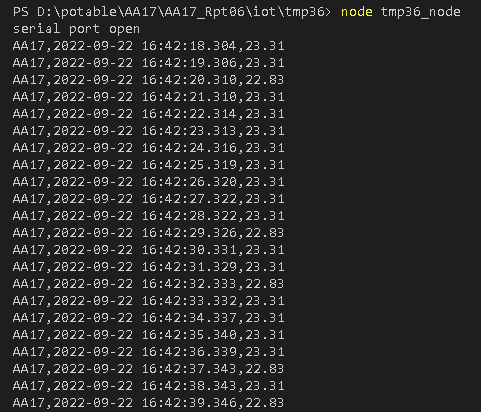 PS D:\potable\AA17\AA17_Rpt06\iot\tmp36> node tmp36_node
serial port open
AA17,2022-09-22 16:42:18.304,23.31
AA17,2022-09-22 16:42:19.306,23.31
AA17,2022-09-22 16:42:20.310,22.83
AA17,2022-09-22 16:42:21.310,23.31
AA17,2022-09-22 16:42:22.314,23.31
AA17,2022-09-22 16:42:23.313,23.31
AA17,2022-09-22 16:42:24.316,23.31
AA17,2022-09-22 16:42:25.319,23.31
AA17,2022-09-22 16:42:26.320,23.31
AA17,2022-09-22 16:42:27.322,23.31
AA17,2022-09-22 16:42:28.322,23.31
AA17,2022-09-22 16:42:29.326,22.83
AA17,2022-09-22 16:42:30.331,23.31
AA17,2022-09-22 16:42:31.329,23.31
AA17,2022-09-22 16:42:32.333,22.83
AA17,2022-09-22 16:42:33.332,23.31
AA17,2022-09-22 16:42:34.337,23.31
AA17,2022-09-22 16:42:35.340,23.31
AA17,2022-09-22 16:42:36.339,23.31
AA17,2022-09-22 16:42:37.343,22.83
AA17,2022-09-22 16:42:38.343,23.31
AA17,2022-09-22 16:42:39.346,22.83